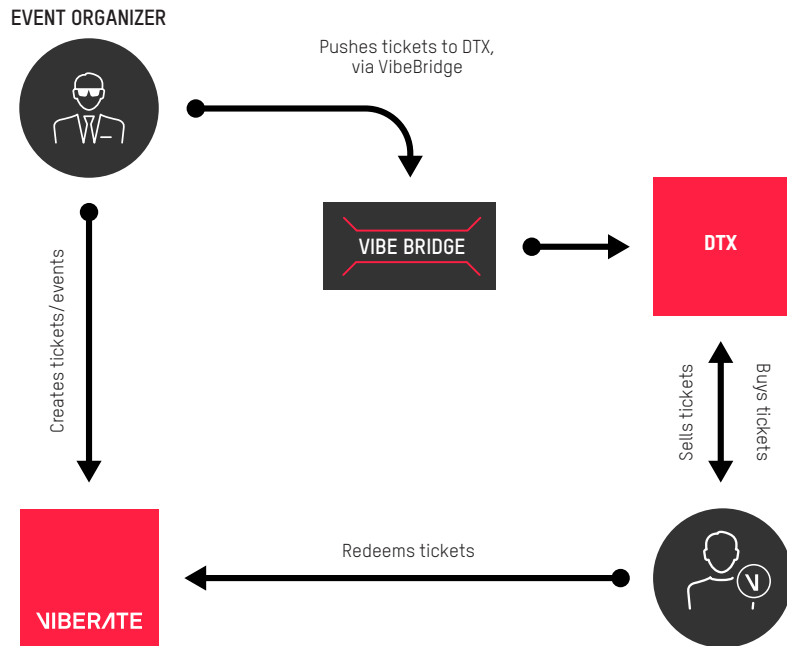 EVENT ORGANIZER
Pushes tickets to DTX,
via VibeBridge
VIBE BRIDGE
DTX
Creates tickets/events
Sells tickets
Buys tickets
Redeems tickets
VIBERATE
V